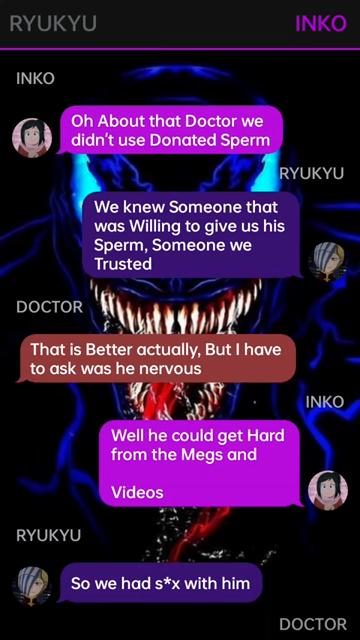 RYUKYU INKO
INKO
Oh About that Doctor we
didn't use Donated Sperm
RYUKYU
We knew Someone that
was Willing to give us his
Sperm, Someone we
Trusted
DOCTOR
That is Better actually, But I have
to ask was he nervous
INKO
Well he could get Hard
from the Megs and
Videos
RYUKYU
So we had s*x with him
DOCTOR